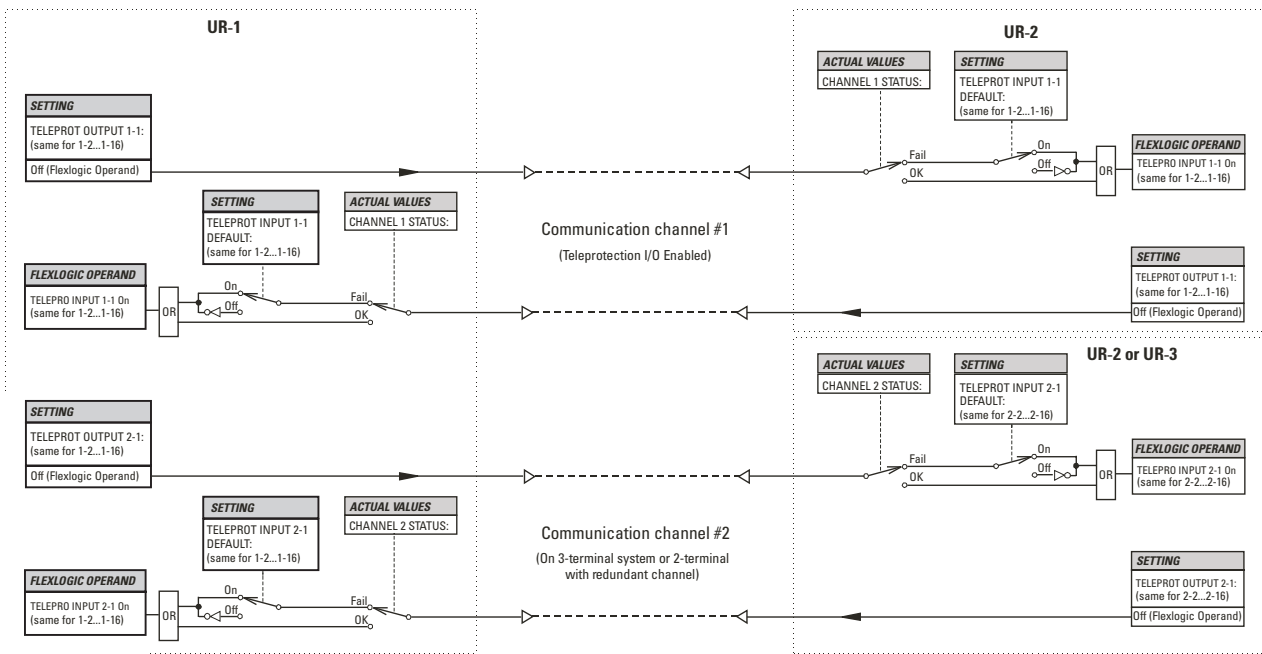 UR-1
SETTING
TELEPROT OUTPUT 1-1:
(same for 1-2...1-16)
Off (Flexlogic Operand)
SETTING
TELEPROT INPUT 1-1
DEFAULT:
(same for 1-2...1-16)
ACTUAL VALUES
CHANNEL 1 STATUS:
FLEXLOGIC OPERAND
TELEPRO INPUT 1-1 On
(same for 1-2...1-16)
OR
On
Off
Fail
OK
Communication channel #1
(Teleprotection I/O Enabled)
UR-2
ACTUAL VALUES
CHANNEL 1 STATUS:
SETTING
TELEPROT INPUT 1-1
DEFAULT:
(same for 1-2...1-16)
Fail
OK
On
Off
OR
FLEXLOGIC OPERAND
TELEPRO INPUT 1-1 On
(same for 1-2...1-16)
SETTING
TELEPROT OUTPUT 1-1:
(same for 1-2...1-16)
Off (Flexlogic Operand)
SETTING
TELEPROT OUTPUT 2-1:
(same for 1-2...1-16)
Off (Flexlogic Operand)
SETTING
TELEPROT INPUT 2-1
DEFAULT:
(same for 1-2...1-16)
ACTUAL VALUES
CHANNEL 2 STATUS:
FLEXLOGIC OPERAND
TELEPRO INPUT 2-1 On
(same for 1-2...1-16)
OR
On
Off
Fail
OK
Communication channel #2
(On 3-terminal system or 2-terminal
with redundant channel)
UR-2 or UR-3
ACTUAL VALUES
CHANNEL 2 STATUS:
SETTING
TELEPROT INPUT 2-1
DEFAULT:
(same for 2-2...2-16)
Fail
OK
On
Off
OR
FLEXLOGIC OPERAND
TELEPRO INPUT 2-1 On
(same for 2-2...2-16)
SETTING
TELEPROT OUTPUT 2-1:
(same for 2-2...2-16)
Off (Flexlogic Operand)